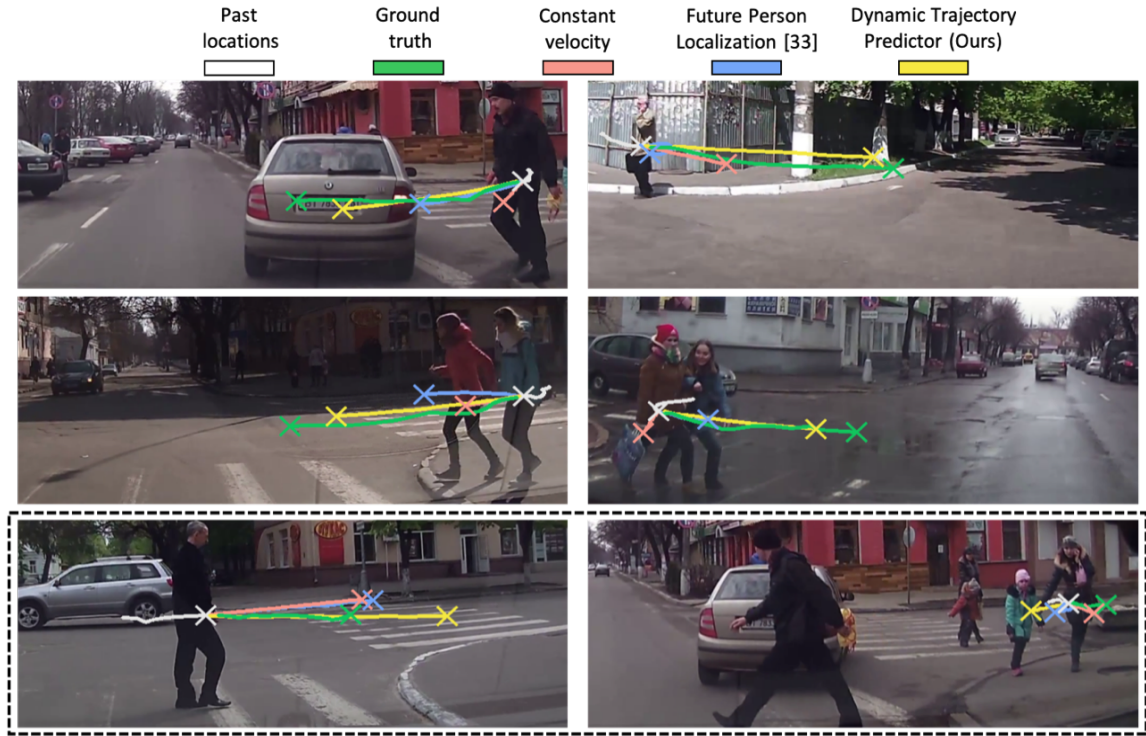 Past
locations
Ground
truth
Constant
velocity
Future Person
Localization [33]
Dynamic Trajectory
Predictor (Ours)